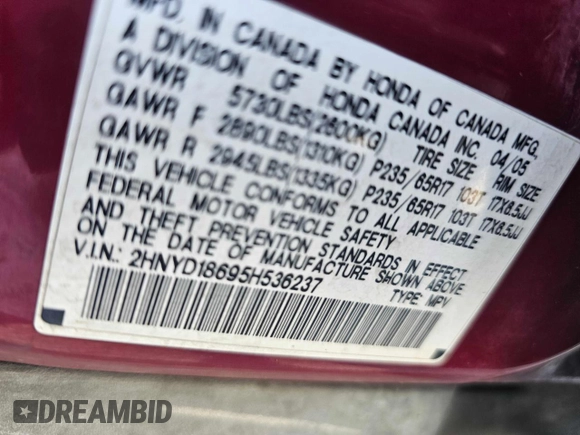 MFD. IN CANADA BY HONDA OF CANADA MFG.,
A DIVISION OF HONDA CANADA INC. 04/05
GVWR 5730LBS(2600KG) TIRE SIZE RIM SIZE
GAWR F 2890LBS(1310KG) P235/65R17 103T 17X6.5JJ
GAWR R 2945LBS(1335KG) P235/65R17 103T 17X6.5JJ
THIS VEHICLE CONFORMS TO ALL APPLICABLE
FEDERAL MOTOR VEHICLE SAFETY
AND THEFT PREVENTION STANDARDS IN EFFECT
ON THE DATE OF MANUFACTURE SHOWN ABOVE.
V.I.N.: 2HNYD18695H536237 TYPE: MPV
DREAMBID